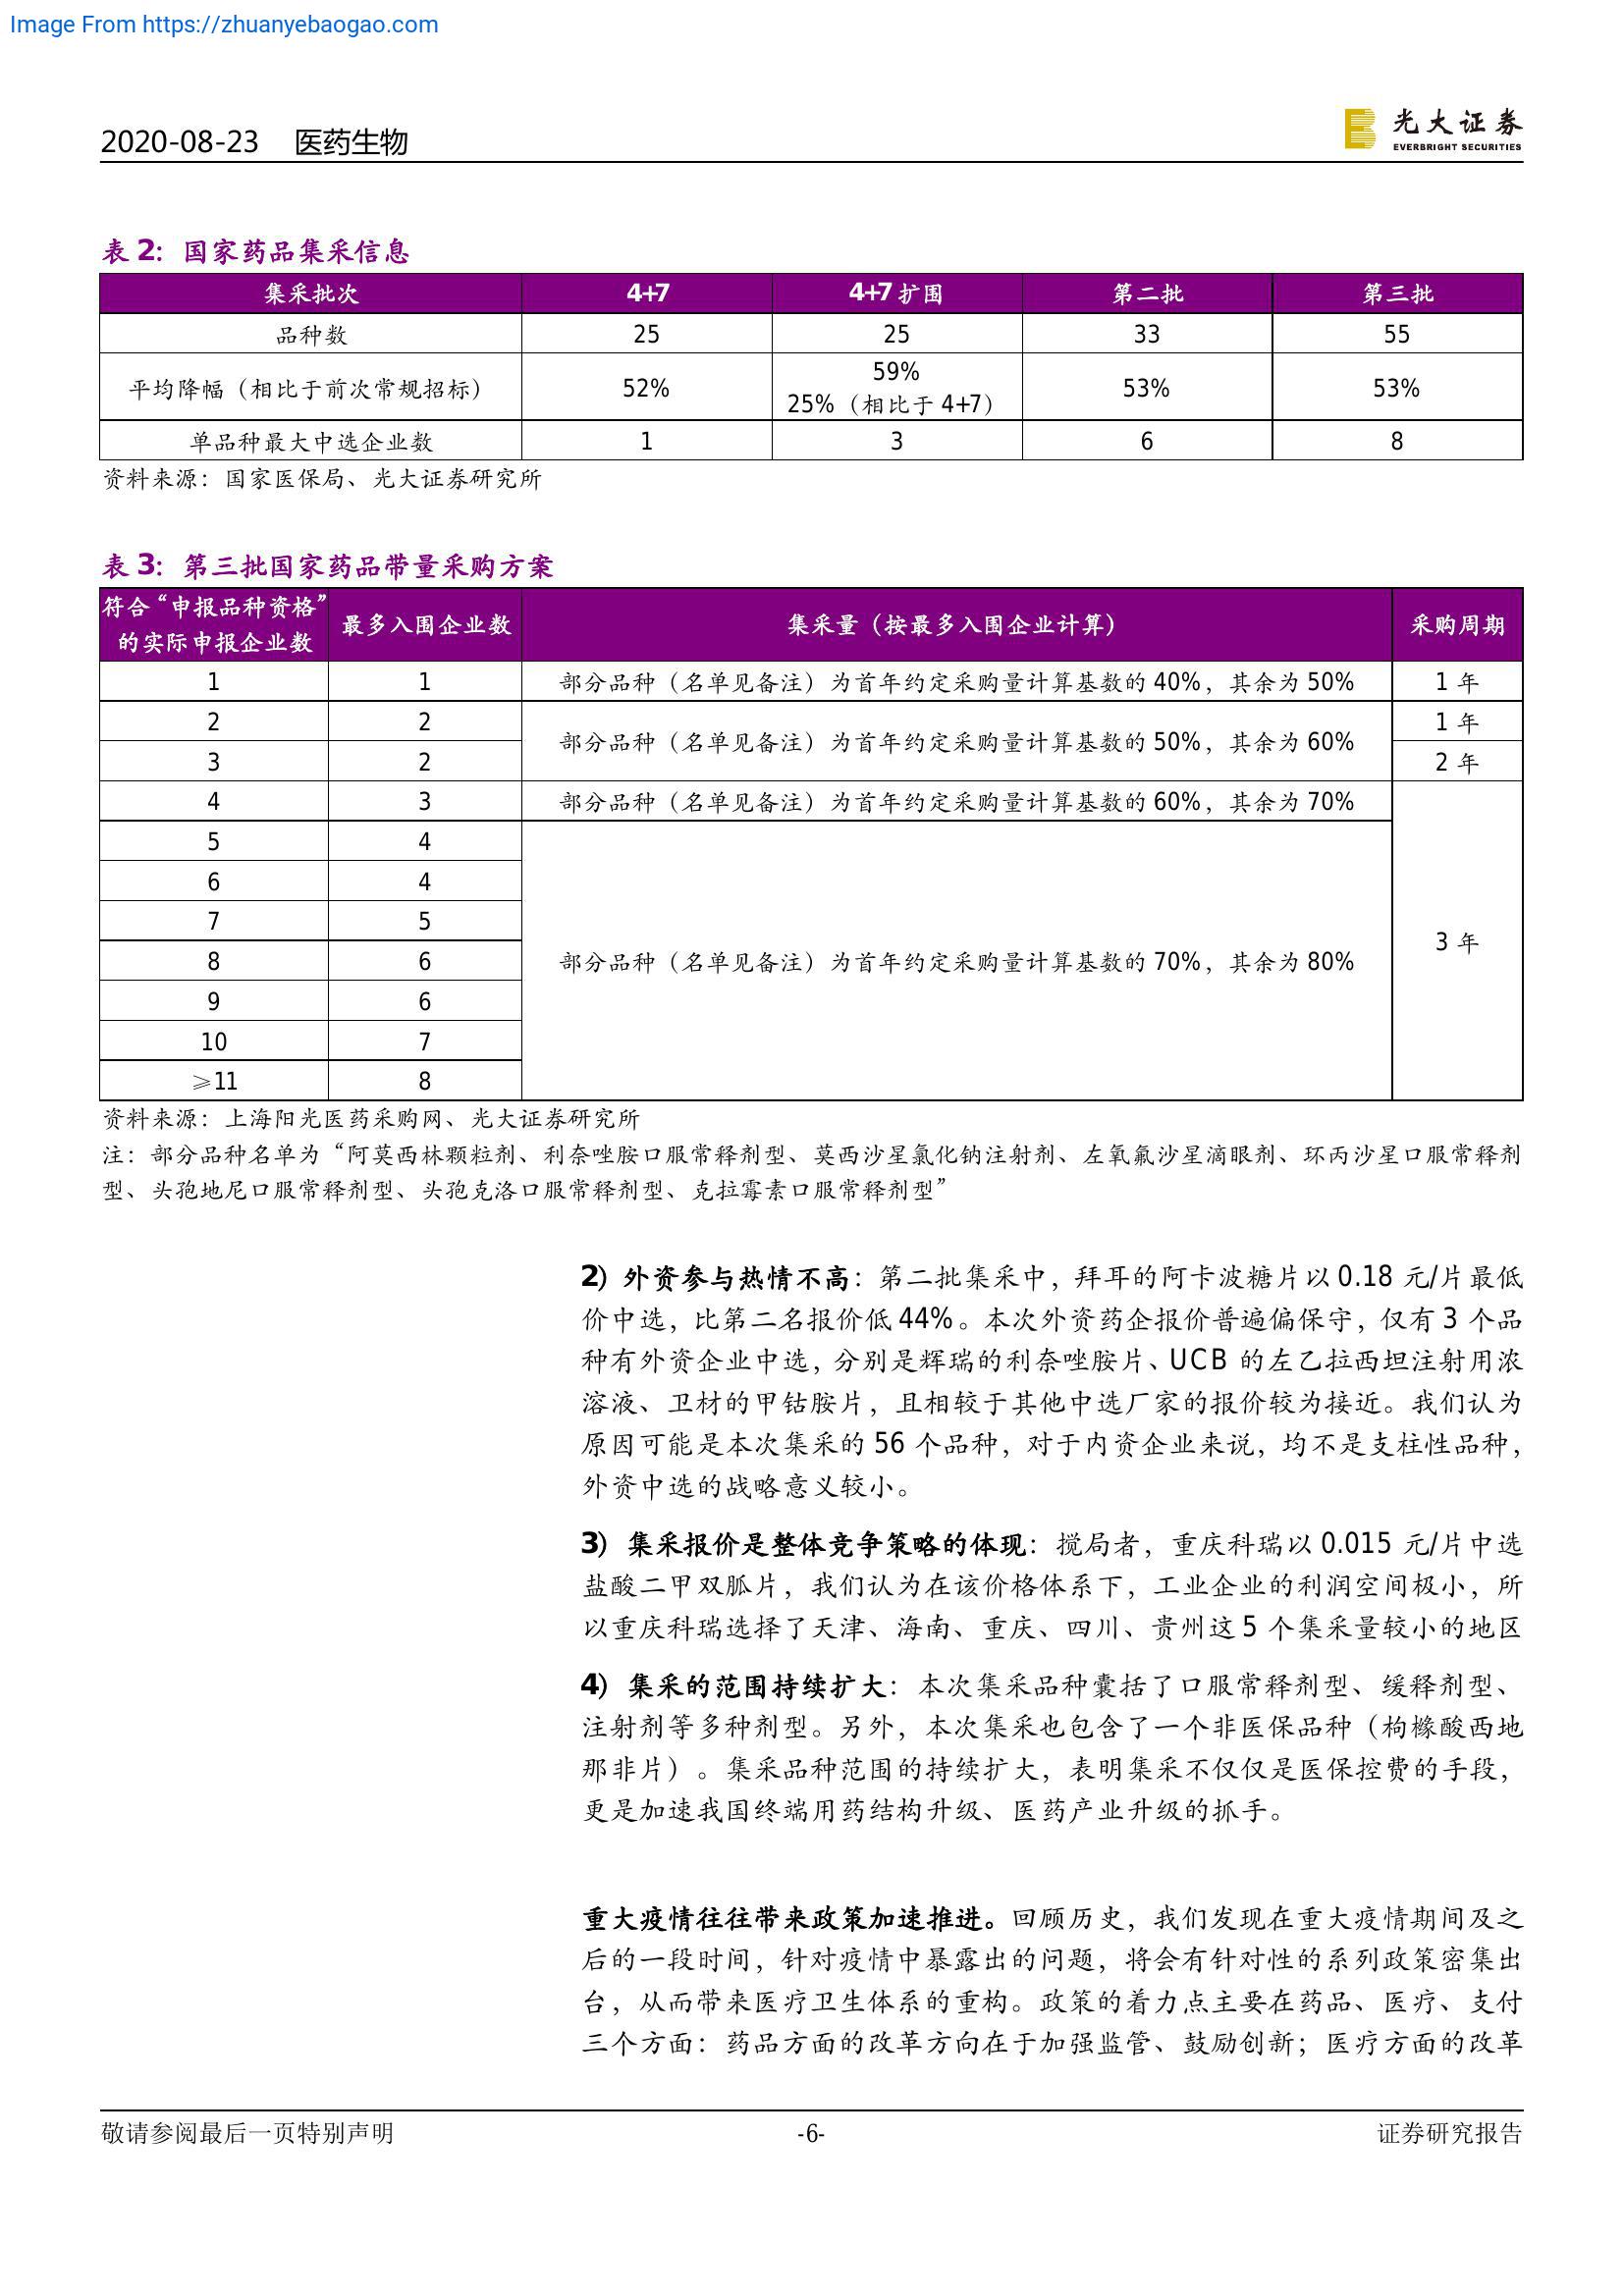 Image From https://zhuanyebaogao.com
2020-08-23 医药生物
光大证券
EVERBRIGHT SECURITIES
表 2：国家药品集采信息
集采批次 4+7 4+7 扩围 第二批 第三批
品种数 25 25 33 55
平均降幅（相比于前次常规招标） 52% 59% 53% 53%
25%（相比于 4+7）
单品种最大中选企业数 1 3 6 8
资料来源：国家医保局、光大证券研究所
表 3：第三批国家药品带量采购方案
符合“申报品种资格”
的实际申报企业数 最多入围企业数 集采量（按最多入围企业计算） 采购周期
1 1 部分品种（名单见备注）为首年约定采购量计算基数的 40%，其余为 50% 1 年
2 2 部分品种（名单见备注）为首年约定采购量计算基数的 50%，其余为 60% 1 年
3 2 2 年
4 3 部分品种（名单见备注）为首年约定采购量计算基数的 60%，其余为 70%
5 4
6 4
7 5
3 年
8 6 部分品种（名单见备注）为首年约定采购量计算基数的 70%，其余为 80%
9 6
10 7
≥11 8
资料来源：上海阳光医药采购网、光大证券研究所
注：部分品种名单为“阿莫西林颗粒剂、利奈唑胺口服常释剂型、莫西沙星氯化钠注射剂、左氧氟沙星滴眼剂、环丙沙星口服常释剂
型、头孢地尼口服常释剂型、头孢克洛口服常释剂型、克拉霉素口服常释剂型”
2）外资参与热情不高：第二批集采中，拜耳的阿卡波糖片以 0.18 元/片最低
价中选，比第二名报价低 44%。本次外资药企报价普遍偏保守，仅有 3 个品
种有外资企业中选，分别是辉瑞的利奈唑胺片、UCB 的左乙拉西坦注射用浓
溶液、卫材的甲钴胺片，且相较于其他中选厂家的报价较为接近。我们认为
原因可能是本次集采的 56 个品种，对于内资企业来说，均不是支柱性品种，
外资中选的战略意义较小。
3）集采报价是整体竞争策略的体现：搅局者，重庆科瑞以 0.015 元/片中选
盐酸二甲双胍片，我们认为在该价格体系下，工业企业的利润空间极小，所
以重庆科瑞选择了天津、海南、重庆、四川、贵州这 5 个集采量较小的地区
4）集采的范围持续扩大：本次集采品种囊括了口服常释剂型、缓释剂型、
注射剂等多种剂型。另外，本次集采也包含了一个非医保品种（枸橼酸西地
那非片）。集采品种范围的持续扩大，表明集采不仅仅是医保控费的手段，
更是加速我国终端用药结构升级、医药产业升级的抓手。
重大疫情往往带来政策加速推进。回顾历史，我们发现在重大疫情期间及之
后的一段时间，针对疫情中暴露出的问题，将会有针对性的系列政策密集出
台，从而带来医疗卫生体系的重构。政策的着力点主要在药品、医疗、支付
三个方面：药品方面的改革方向在于加强监管、鼓励创新；医疗方面的改革
敬请参阅最后一页特别声明 -6- 证券研究报告